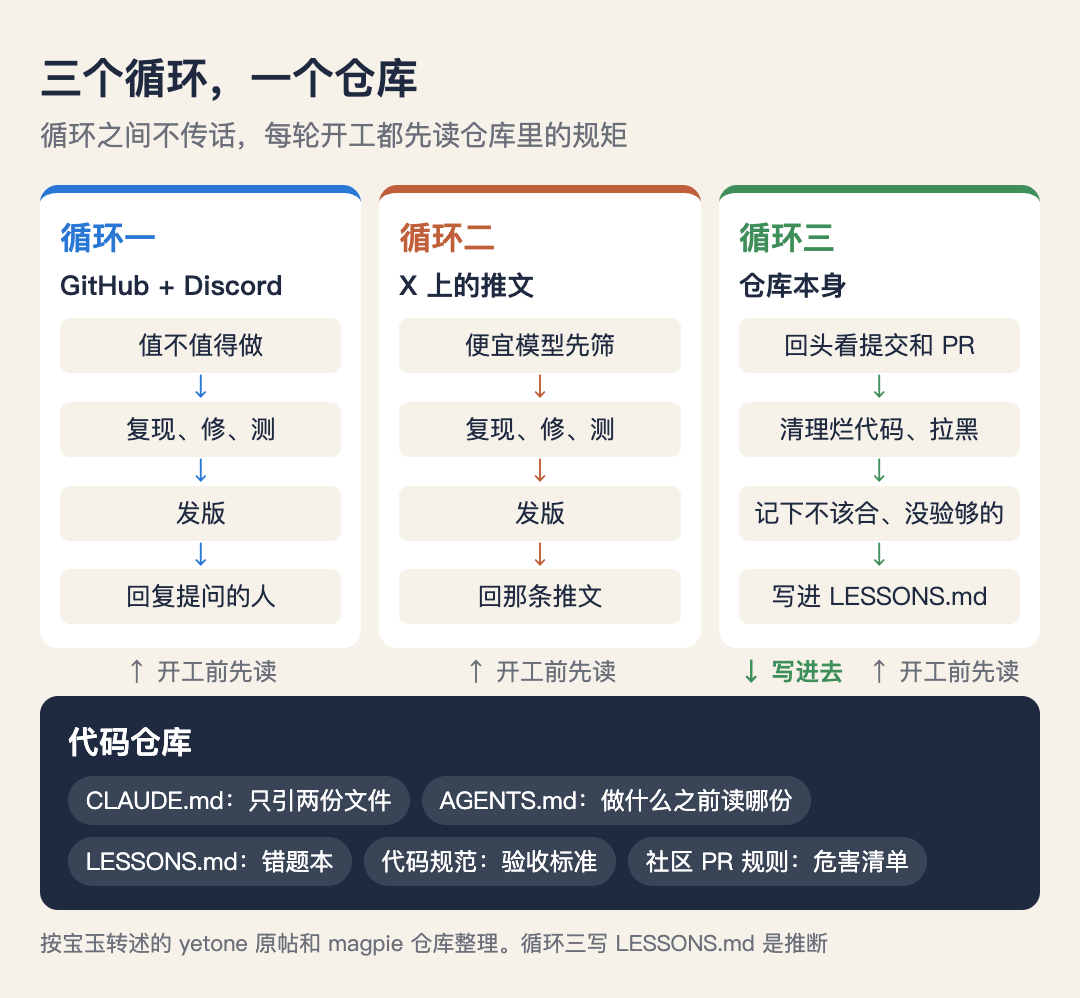 三个循环，一个仓库
循环之间不传话，每轮开工都先读仓库里的规矩
循环一
GitHub + Discord
值不值得做
↓
复现、修、测
↓
发版
↓
回复提问的人
↑ 开工前先读
循环二
X 上的推文
便宜模型先筛
↓
复现、修、测
↓
发版
↓
回那条推文
↑ 开工前先读
循环三
仓库本身
回头看提交和 PR
↓
清理烂代码、拉黑
↓
记下不该合、没验够的
↓
写进 LESSONS.md
↓ 写进去 ↑ 开工前先读
代码仓库
CLAUDE.md：只引两份文件
AGENTS.md：做什么之前读哪份
LESSONS.md：错题本
代码规范：验收标准
社区 PR 规则：危害清单
按宝玉转述的 yetone 原帖和 magpie 仓库整理。循环三写 LESSONS.md 是推断